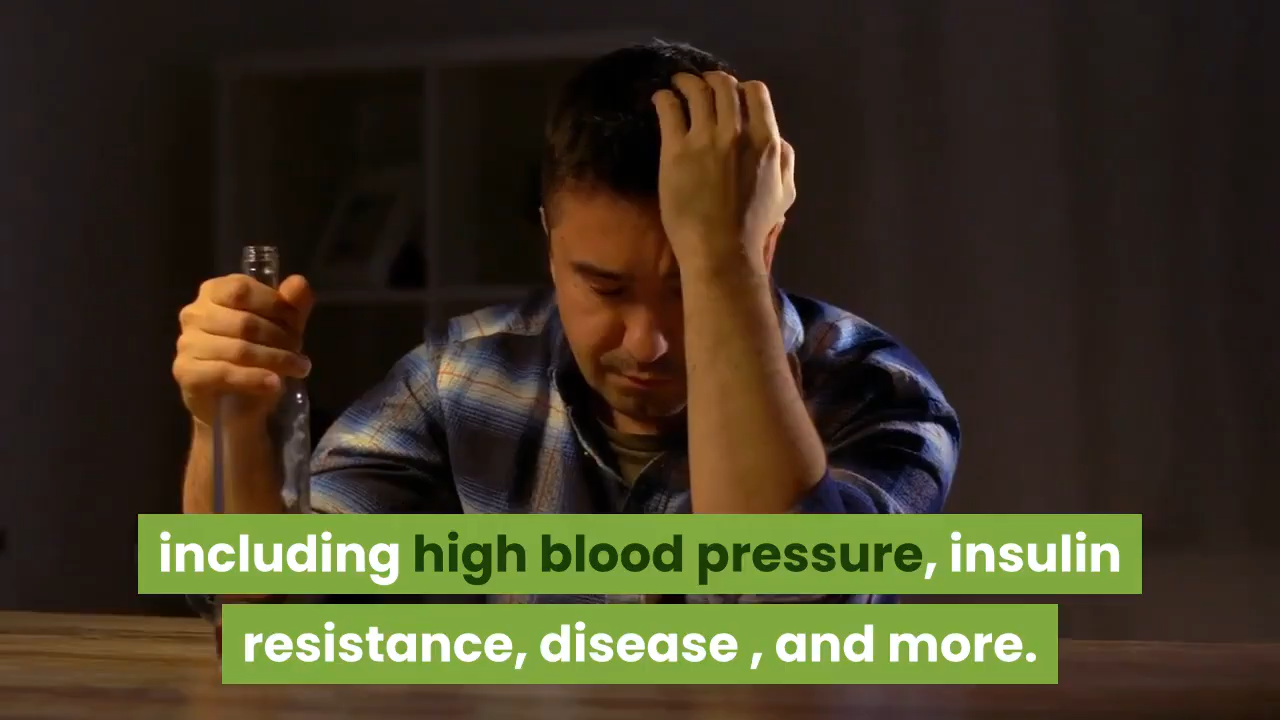 including high blood pressure, insulin
resistance, disease , and more.